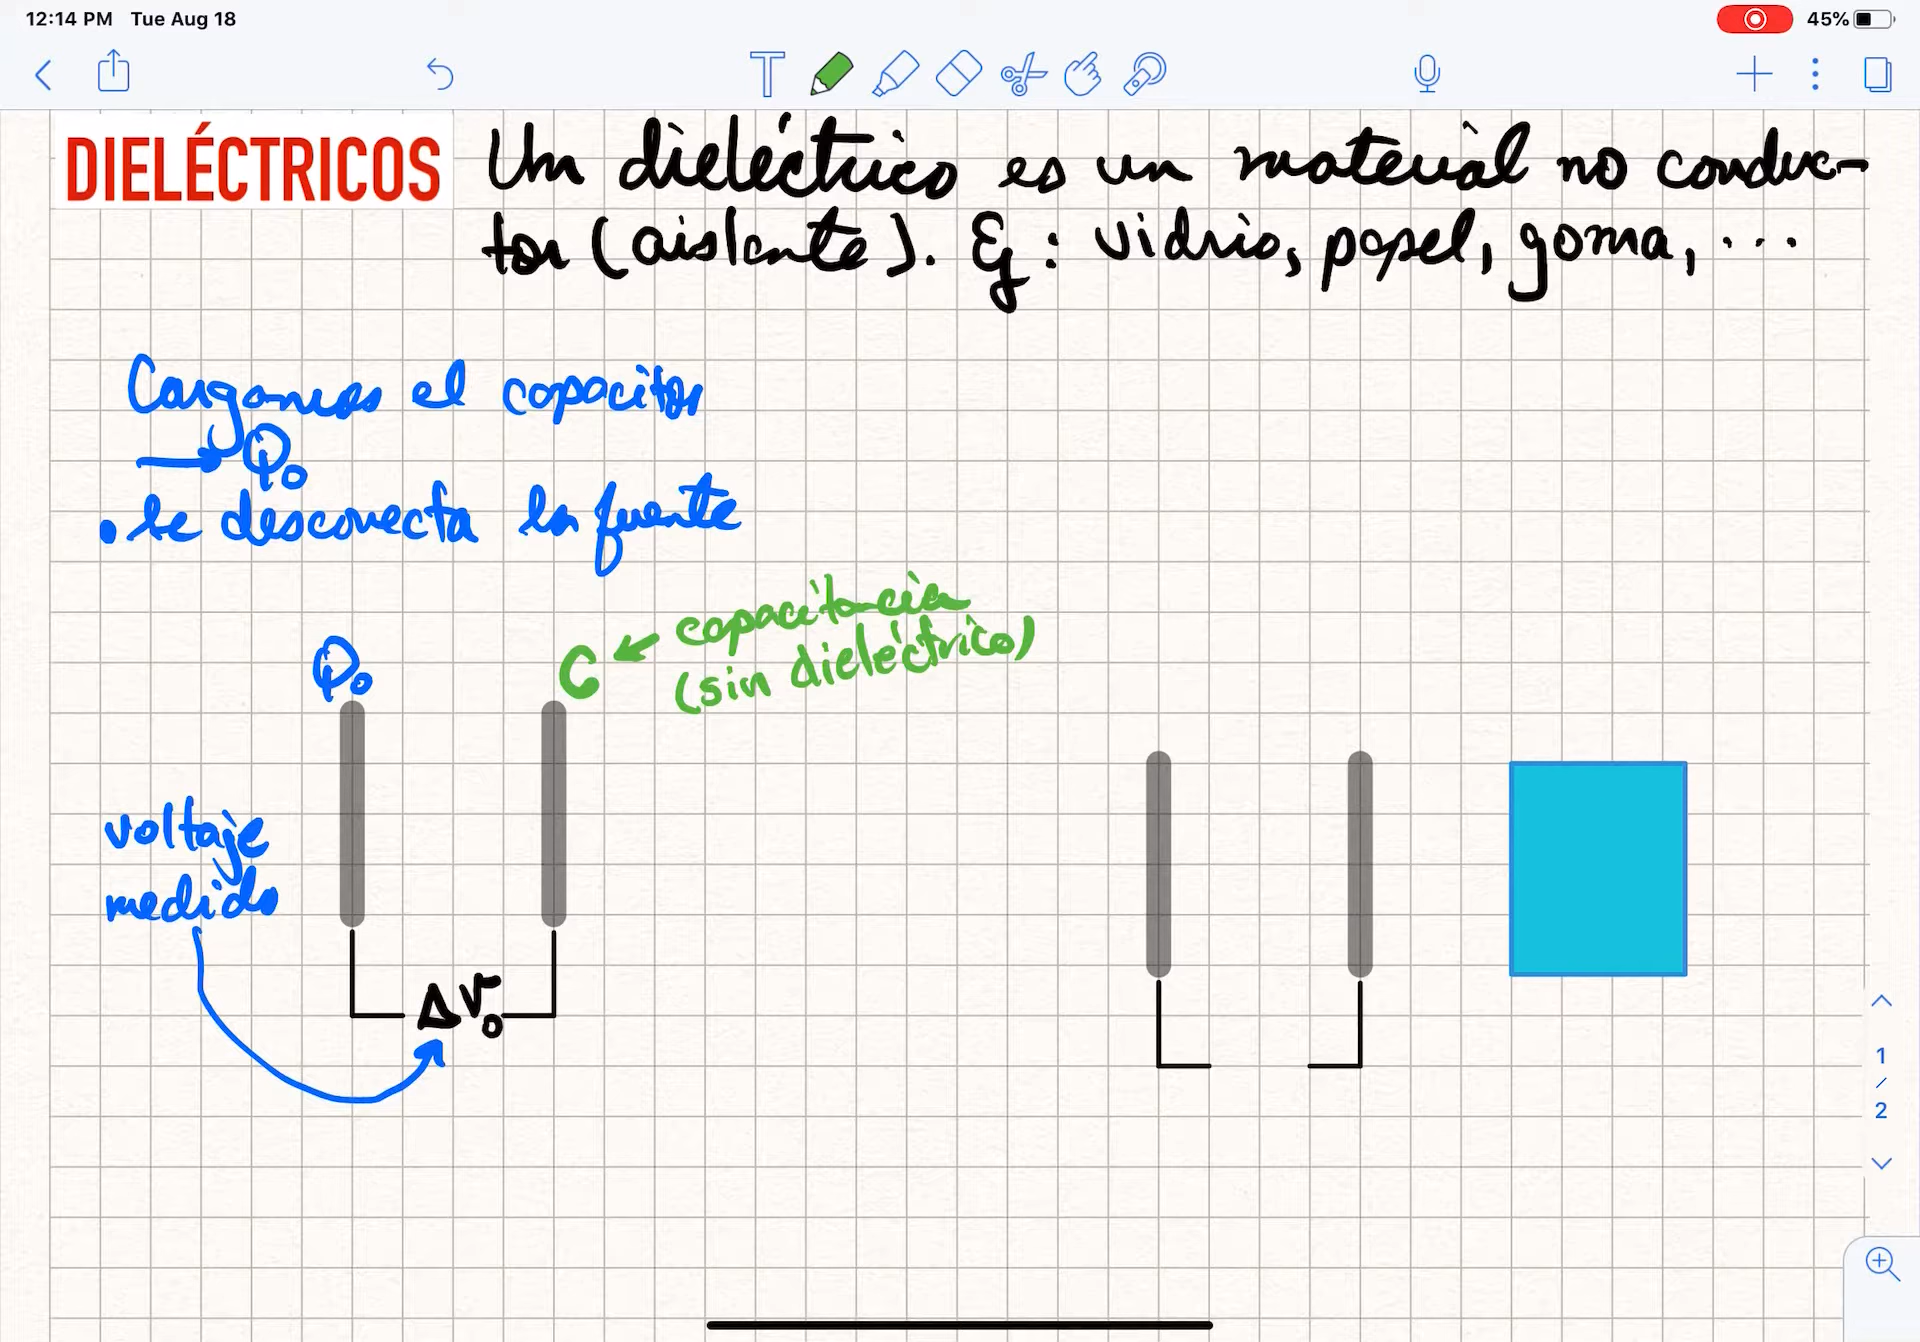 12:14 PM Tue Aug 18
45%
DIELÉCTRICOS
Un dieléctrico es un material no conduc-
tor (aislante). Ej: vidrio, papel, goma, ...
Cargamos el capacitor
→ Q₀
• se desconecta la fuente
Q₀
C ← capacitancia
(sin dieléctrico)
voltaje
medido
ΔV₀
1
/
2